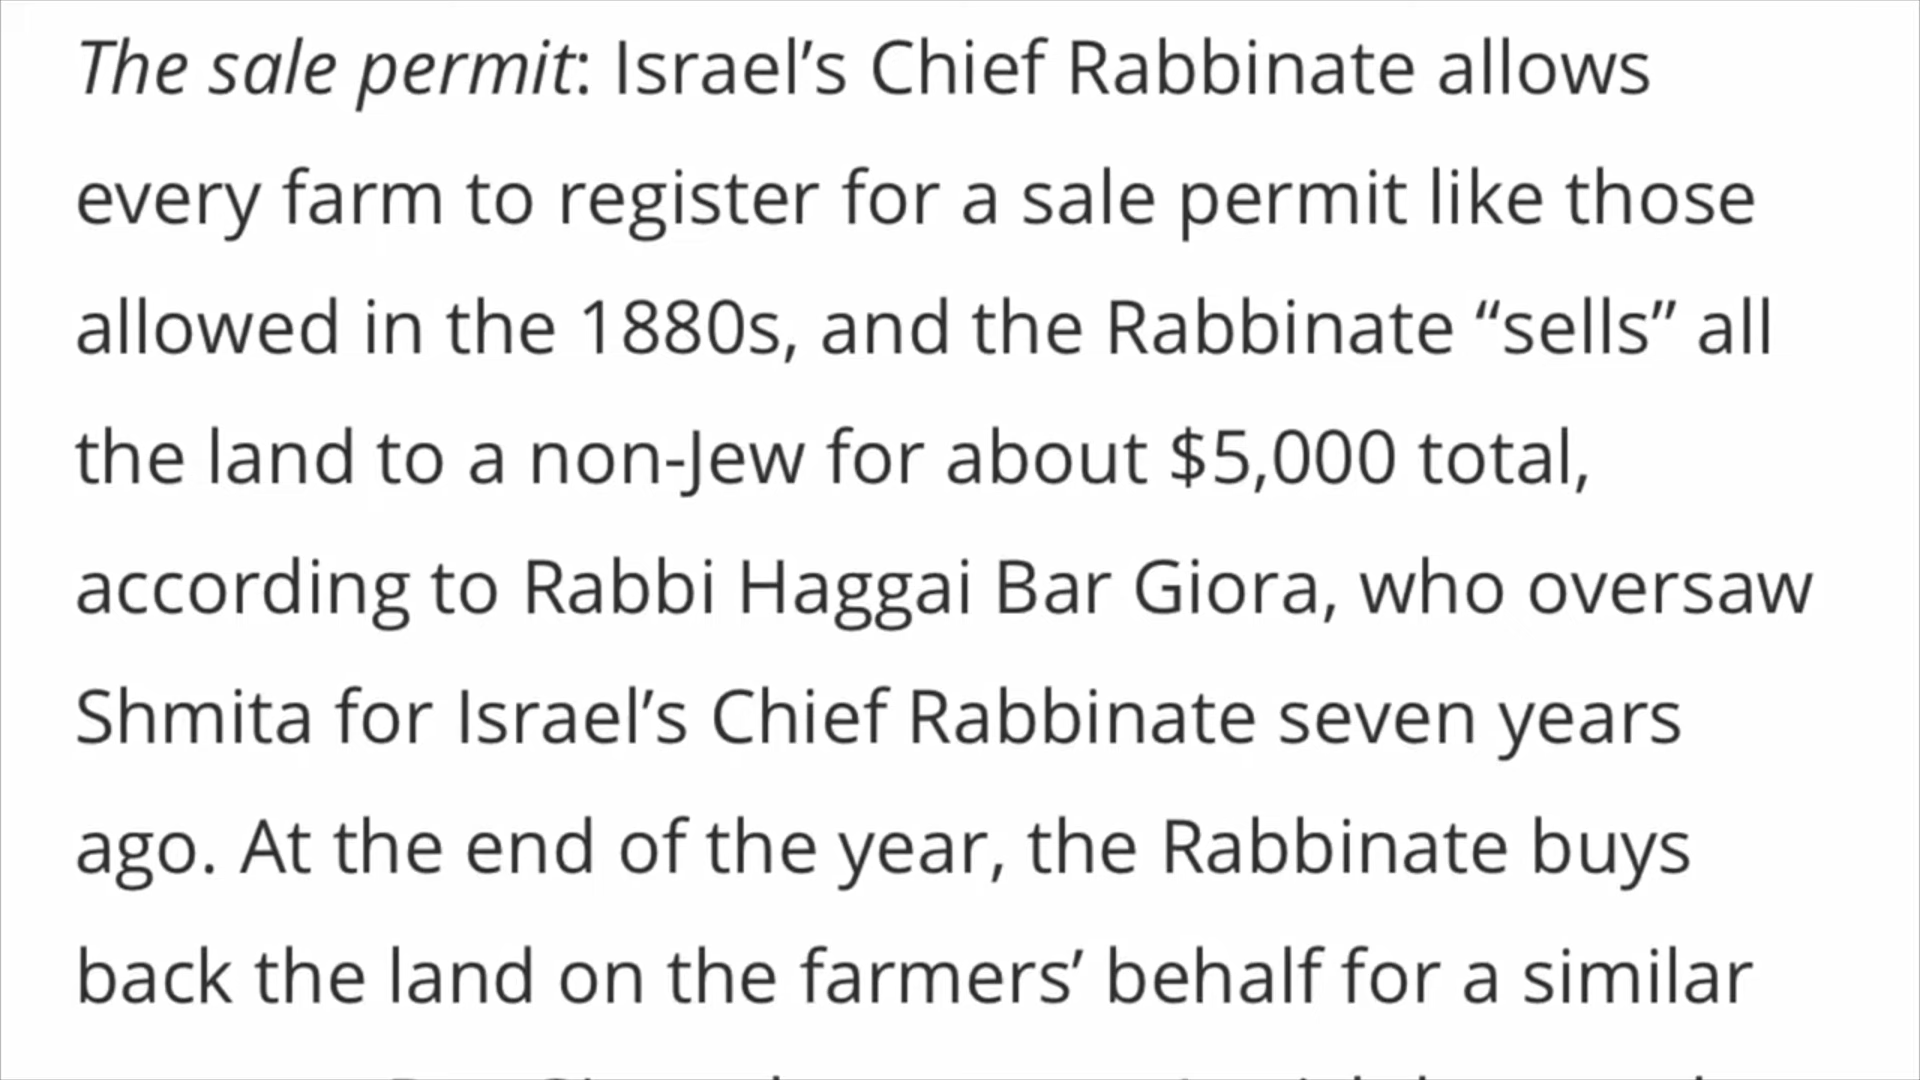 The sale permit: Israel’s Chief Rabbinate allows
every farm to register for a sale permit like those
allowed in the 1880s, and the Rabbinate “sells” all
the land to a non-Jew for about $5,000 total,
according to Rabbi Haggai Bar Giora, who oversaw
Shmita for Israel’s Chief Rabbinate seven years
ago. At the end of the year, the Rabbinate buys
back the land on the farmers’ behalf for a similar